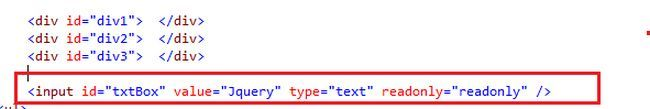 <div id="div1">  </div>
<div id="div2">  </div>
<div id="div3">  </div>
<input id="txtBox" value="Jquery" type="text" readonly="readonly" />